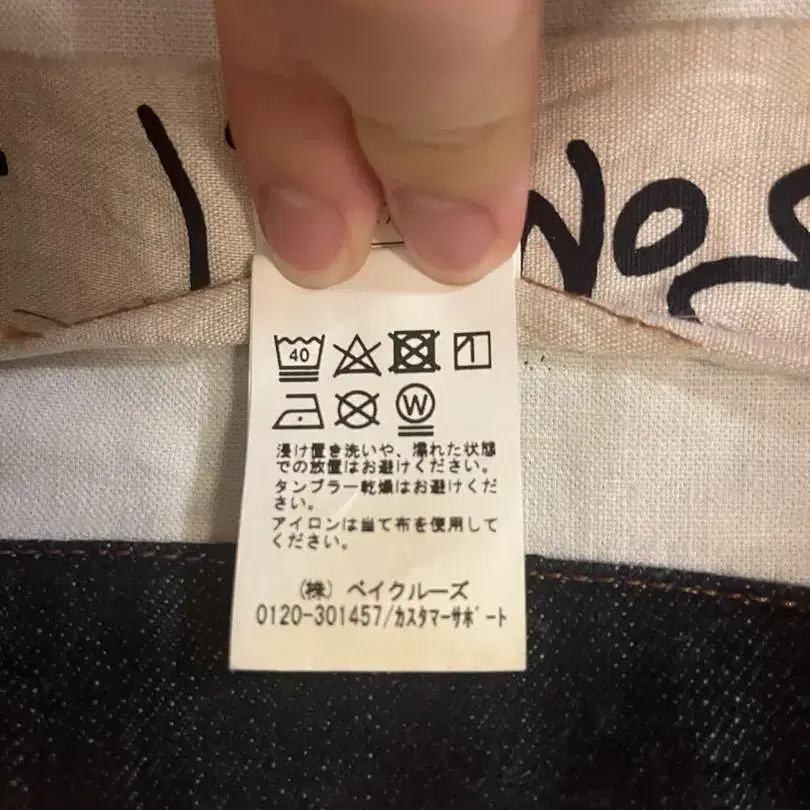 NOS
40
W
浸け置き洗いや、濡れた状態
での放置はお避けください。
タンブラー乾燥はお避けくだ
さい。
アイロンは当て布を使用して
ください。
(株) ベイクルーズ
0120-301457/カスタマーサポート